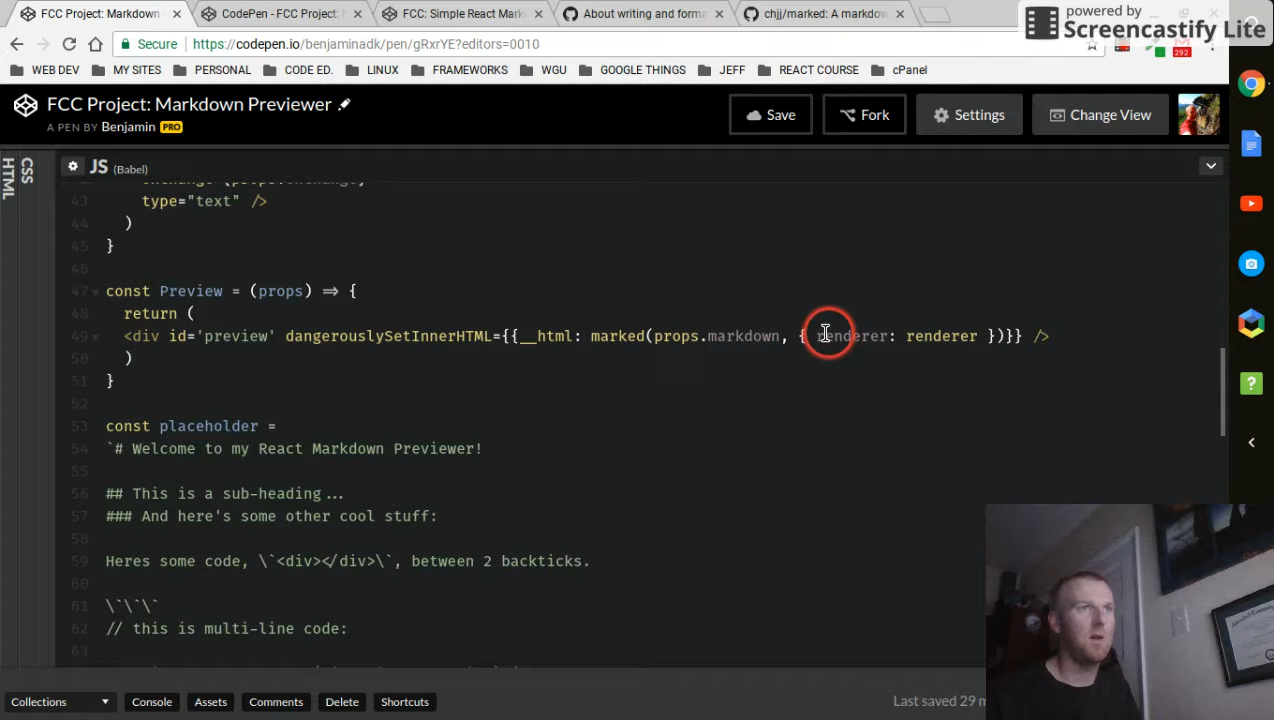 FCC Project: Markdown
CodePen - FCC Project:
FCC: Simple React Mark
About writing and forma
chjj/marked: A markdow
powered by
Screencastify Lite
Secure
https://codepen.io/benjaminadk/pen/gRxrYE?editors=0010
292
WEB DEV
MY SITES
PERSONAL
CODE ED.
LINUX
FRAMEWORKS
WGU
GOOGLE THINGS
JEFF
REACT COURSE
cPanel
FCC Project: Markdown Previewer
A PEN BY Benjamin PRO
Save
Fork
Settings
Change View
HTML
CSS
JS (Babel)
43 type="text" />
44 )
45 }
46
47 const Preview = (props) => {
48 return (
49 <div id='preview' dangerouslySetInnerHTML={{__html: marked(props.markdown, { renderer: renderer })}} />
50 )
51 }
52
53 const placeholder =
54 `# Welcome to my React Markdown Previewer!
55
56 ## This is a sub-heading...
57 ### And here's some other cool stuff:
58
59 Heres some code, \`<div></div>\`, between 2 backticks.
60
61 \`\`\`
62 // this is multi-line code:
63
Collections
Console
Assets
Comments
Delete
Shortcuts
Last saved 29 m